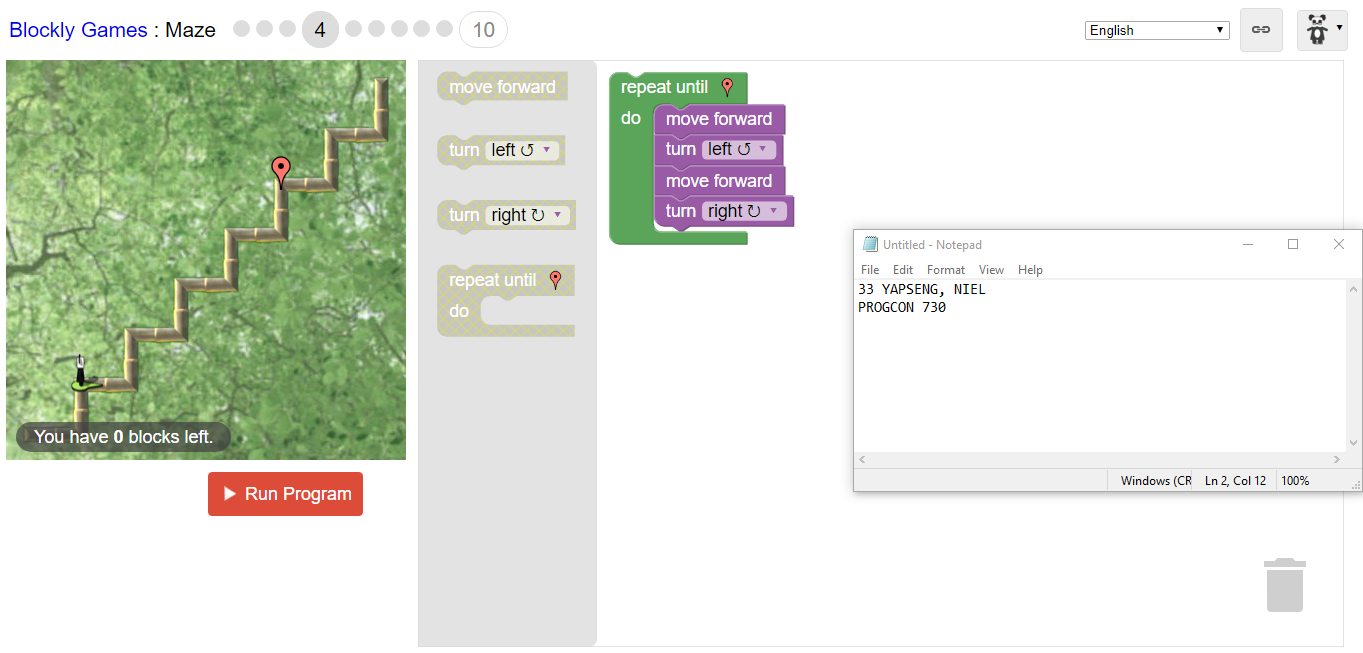 Blockly Games : Maze 4 10
English
You have 0 blocks left.
Run Program
move forward
turn left
turn right
repeat until
do
repeat until
do
move forward
turn left
move forward
turn right
Untitled - Notepad
File Edit Format View Help
33 YAPSENG, NIEL
PROGCON 730
Windows (CR Ln 2, Col 12 100%